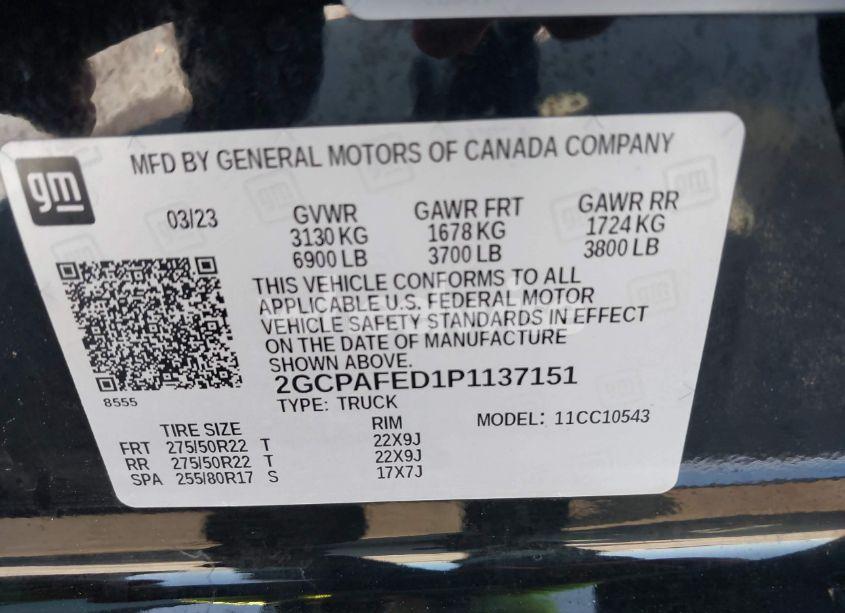 MFD BY GENERAL MOTORS OF CANADA COMPANY
gm
03/23
GVWR GAWR FRT GAWR RR
3130 KG 1678 KG 1724 KG
6900 LB 3700 LB 3800 LB
THIS VEHICLE CONFORMS TO ALL
APPLICABLE U.S. FEDERAL MOTOR
VEHICLE SAFETY STANDARDS IN EFFECT
ON THE DATE OF MANUFACTURE
SHOWN ABOVE.
2GCPAFED1P1137151
8555
TYPE: TRUCK
TIRE SIZE RIM MODEL: 11CC10543
FRT 275/50R22 T 22X9J
RR 275/50R22 T 22X9J
SPA 255/80R17 S 17X7J